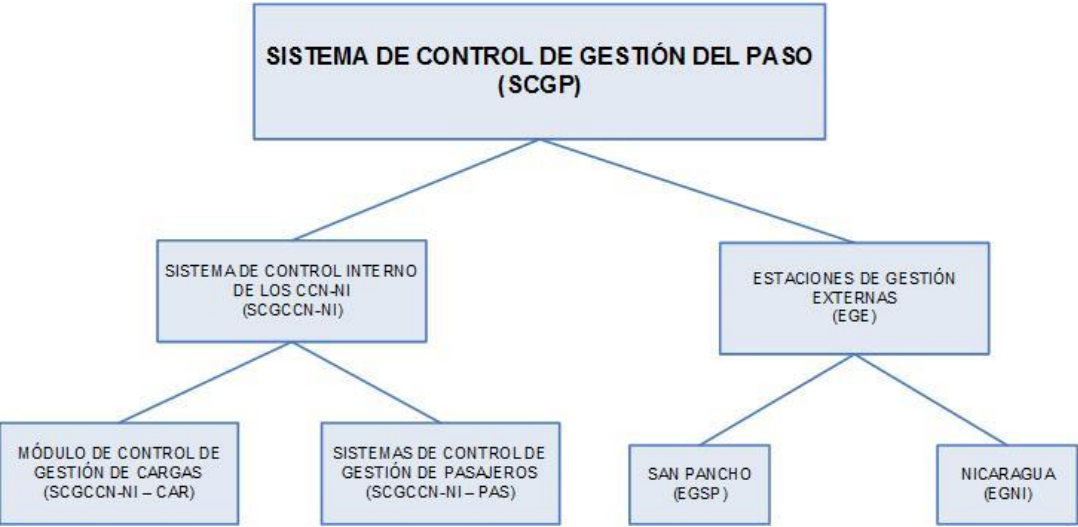 SISTEMA DE CONTROL DE GESTIÓN DEL PASO
(SCGP)
SISTEMA DE CONTROL INTERNO
DE LOS CCN-NI
(SCGCCN-NI)
ESTACIONES DE GESTIÓN
EXTERNAS
(EGE)
MÓDULO DE CONTROL DE
GESTIÓN DE CARGAS
(SCGCCN-NI – CAR)
SISTEMAS DE CONTROL DE
GESTIÓN DE PASAJEROS
(SCGCCN-NI – PAS)
SAN PANCHO
(EGSP)
NICARAGUA
(EGNI)